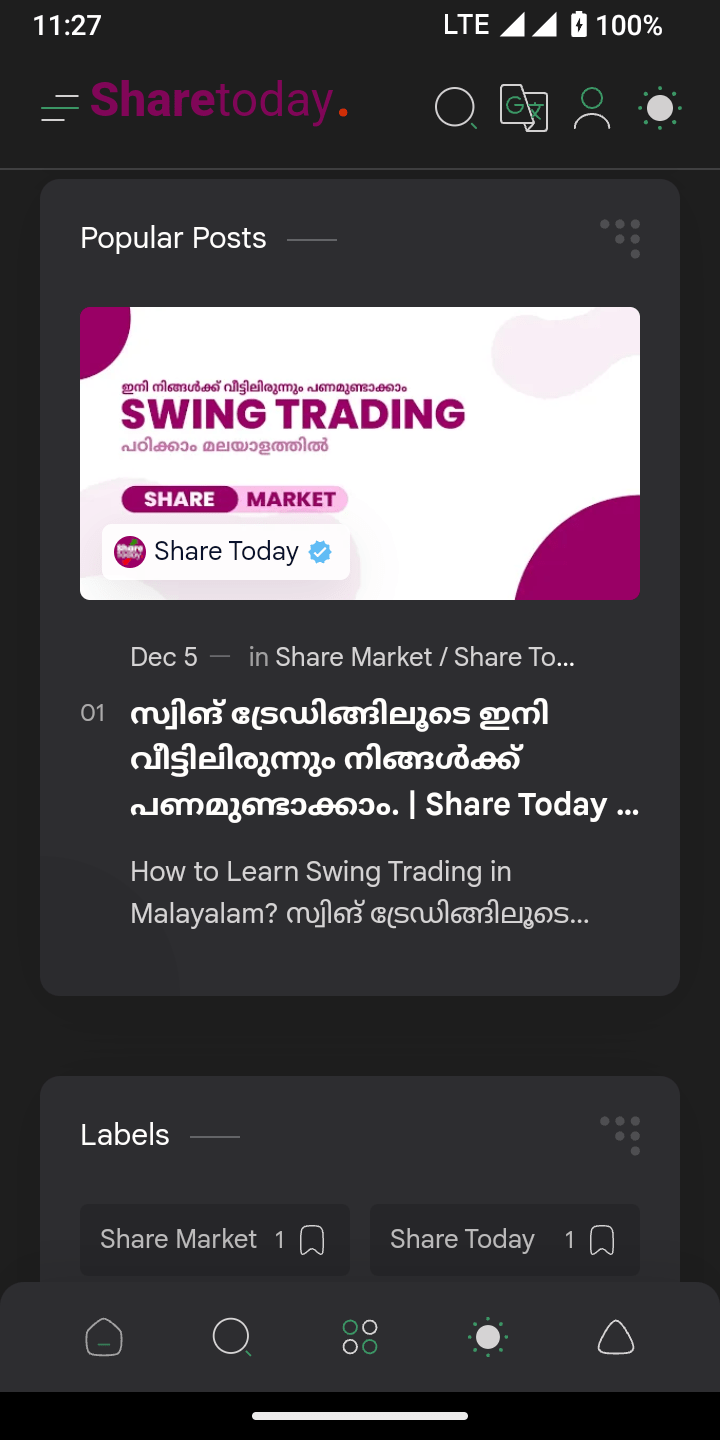 11:27 LTE 100%
Sharetoday.
Popular Posts
ഇനി നിങ്ങൾക്ക് വീട്ടിലിരുന്നും പണമുണ്ടാക്കാം
SWING TRADING
പഠിക്കാം മലയാളത്തിൽ
SHARE MARKET
Share Today
Dec 5 — in Share Market / Share To...
01
സ്വിങ് ട്രേഡിങ്ങിലൂടെ ഇനി
വീട്ടിലിരുന്നും നിങ്ങൾക്ക്
പണമുണ്ടാക്കാം. | Share Today ...
How to Learn Swing Trading in
Malayalam? സ്വിങ് ട്രേഡിങ്ങിലൂടെ...
Labels
Share Market 1
Share Today 1